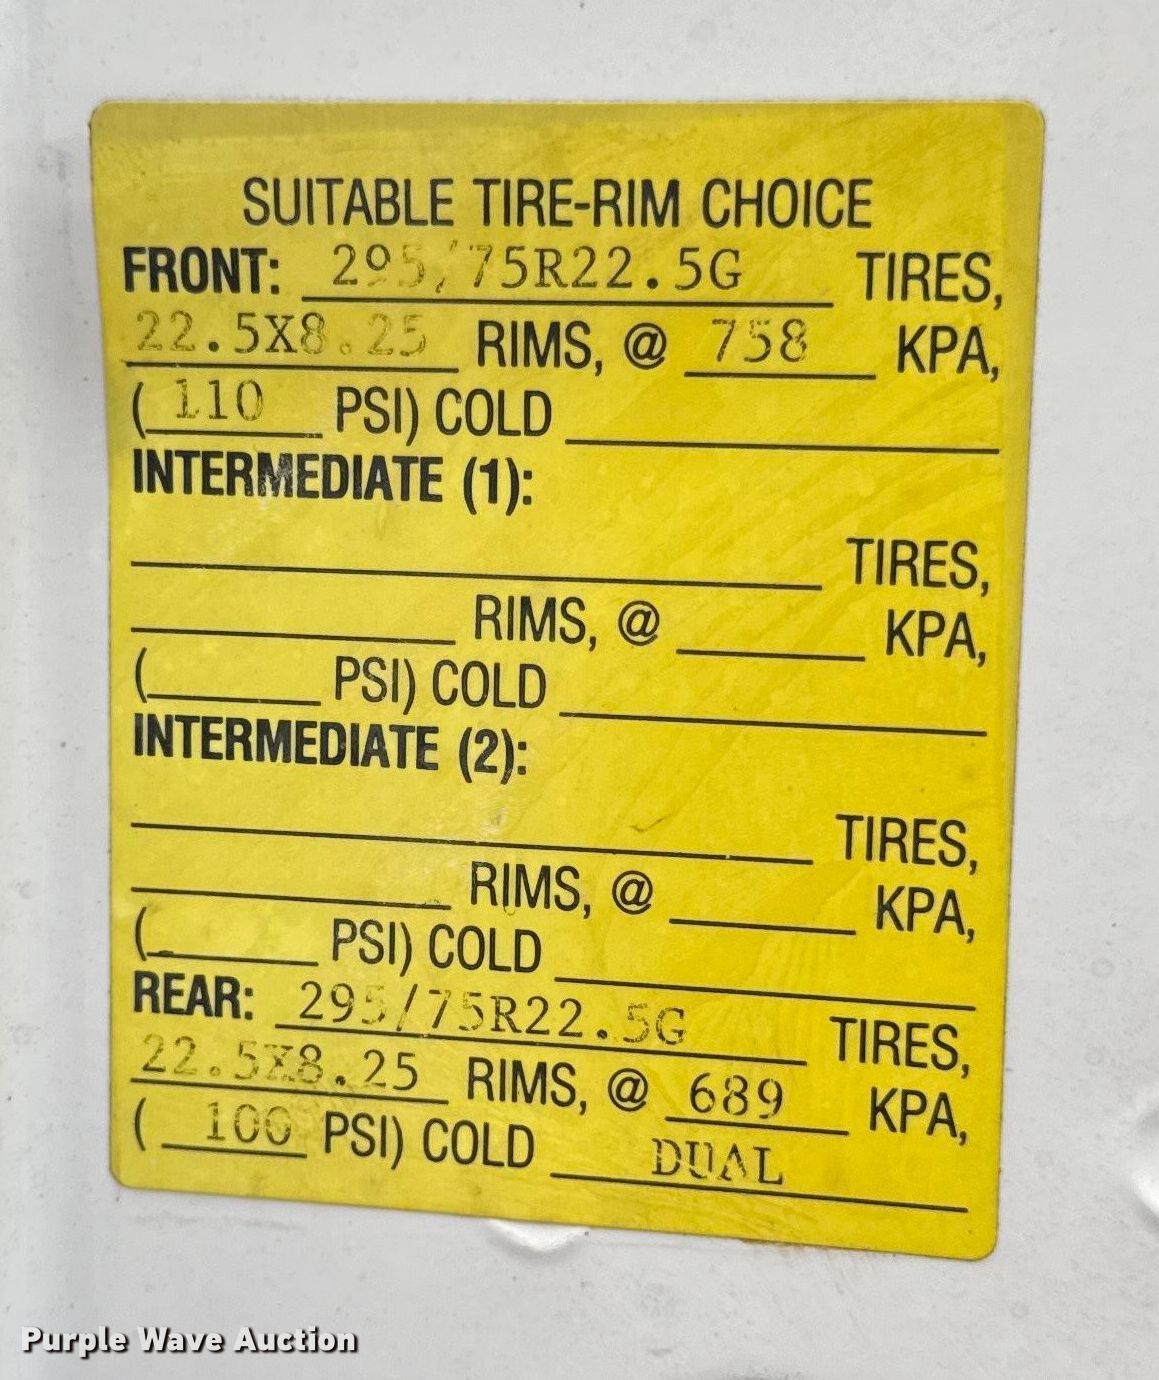 SUITABLE TIRE-RIM CHOICE
FRONT: 295/75R22.5G TIRES,
22.5X8.25 RIMS, @ 758 KPA,
( 110 PSI) COLD
INTERMEDIATE (1):
TIRES,
RIMS, @ KPA,
( PSI) COLD
INTERMEDIATE (2):
TIRES,
RIMS, @ KPA,
( PSI) COLD
REAR: 295/75R22.5G TIRES,
22.5X8.25 RIMS, @ 689 KPA,
( 100 PSI) COLD DUAL
Purple Wave Auction